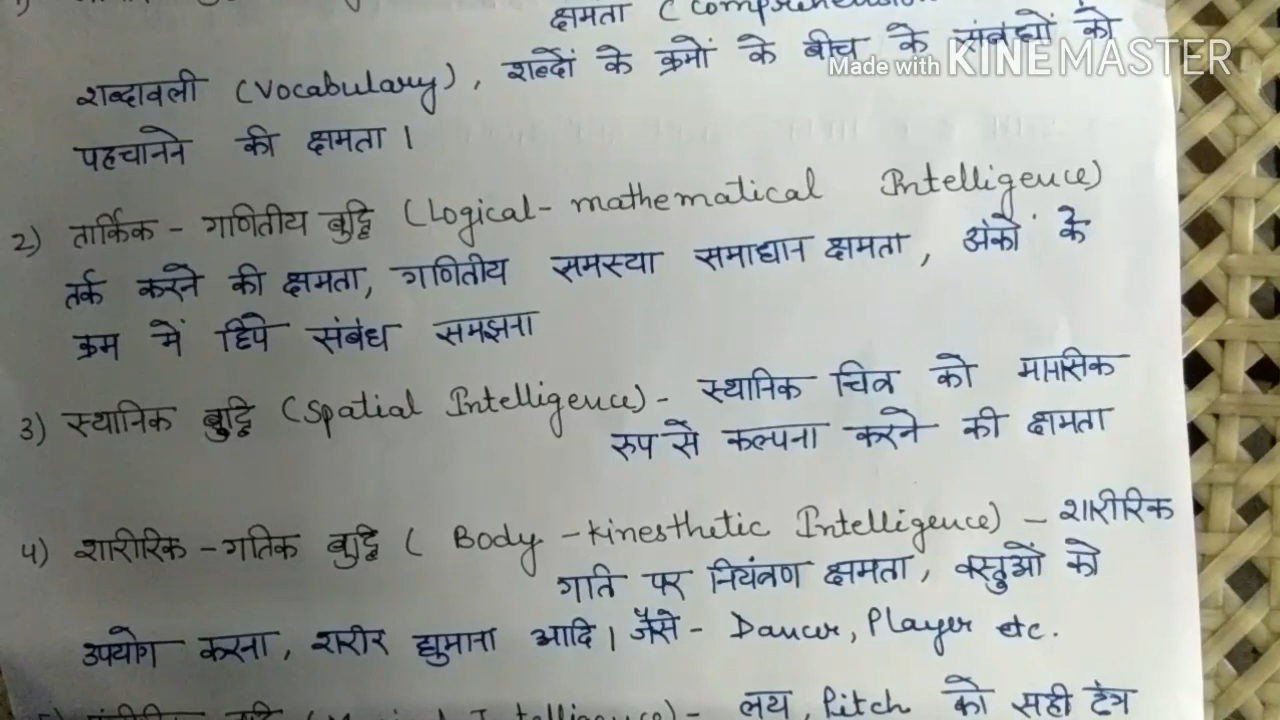 क्षमता (Comprehension
शब्दावली (Vocabulary), शब्दों के क्रमों के बीच के संबंधों को
Made with KINEMASTER
पहचानने की क्षमता ।
2) तार्किक - गणितीय बुद्धि (Logical- mathematical Intelligence)
तर्क करने की क्षमता, गणितीय समस्या समाधान क्षमता, अंकों के
क्रम में छिपे संबंध समझना
3) स्थानिक बुद्धि (Spatial Intelligence) - स्थानिक चित्र को मानसिक
रुप से कल्पना करने की क्षमता
4) शारीरिक - गतिक बुद्धि ( Body - Kinesthetic Intelligence) - शारीरिक
गति पर नियंत्रण क्षमता, वस्तुओं को
उपयोग करना, शरीर घुमाना आदि । जैसे - Dancer, Player etc.
बुद्धि Intelligence) - लय, Pitch को सही ढंग